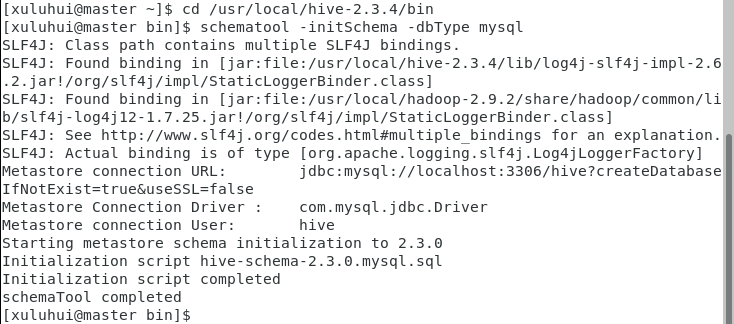 [xuluhui@master ~]$ cd /usr/local/hive-2.3.4/bin
[xuluhui@master bin]$ schematool -initSchema -dbType mysql
SLF4J: Class path contains multiple SLF4J bindings.
SLF4J: Found binding in [jar:file:/usr/local/hive-2.3.4/lib/log4j-slf4j-impl-2.6
.2.jar!/org/slf4j/impl/StaticLoggerBinder.class]
SLF4J: Found binding in [jar:file:/usr/local/hadoop-2.9.2/share/hadoop/common/li
b/slf4j-log4j12-1.7.25.jar!/org/slf4j/impl/StaticLoggerBinder.class]
SLF4J: See http://www.slf4j.org/codes.html#multiple_bindings for an explanation.
SLF4J: Actual binding is of type [org.apache.logging.slf4j.Log4jLoggerFactory]
Metastore connection URL:        jdbc:mysql://localhost:3306/hive?createDatabase
IfNotExist=true&useSSL=false
Metastore Connection Driver :    com.mysql.jdbc.Driver
Metastore connection User:       hive
Starting metastore schema initialization to 2.3.0
Initialization script hive-schema-2.3.0.mysql.sql
Initialization script completed
schemaTool completed
[xuluhui@master bin]$